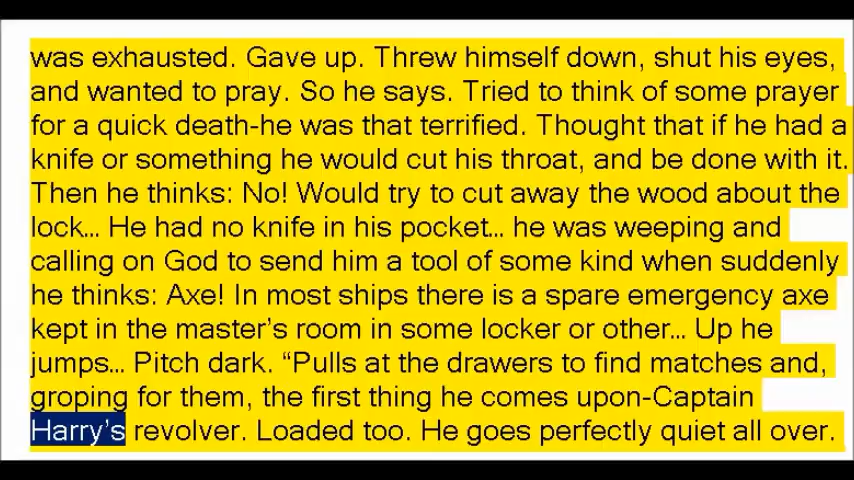 was exhausted. Gave up. Threw himself down, shut his eyes,
and wanted to pray. So he says. Tried to think of some prayer
for a quick death-he was that terrified. Thought that if he had a
knife or something he would cut his throat, and be done with it.
Then he thinks: No! Would try to cut away the wood about the
lock… He had no knife in his pocket… he was weeping and
calling on God to send him a tool of some kind when suddenly
he thinks: Axe! In most ships there is a spare emergency axe
kept in the master’s room in some locker or other… Up he
jumps… Pitch dark. “Pulls at the drawers to find matches and,
groping for them, the first thing he comes upon-Captain
Harry’s revolver. Loaded too. He goes perfectly quiet all over.